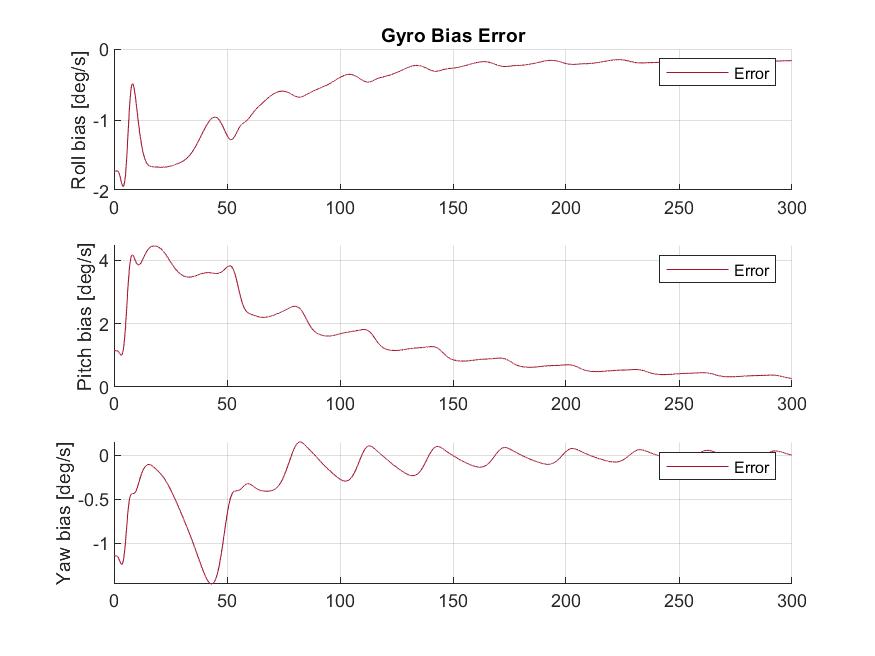 Gyro Bias Error
Roll bias [deg/s]
0
-1
-2
Error
0 50 100 150 200 250 300
Pitch bias [deg/s]
4
2
0
Error
0 50 100 150 200 250 300
Yaw bias [deg/s]
0
-0.5
-1
Error
0 50 100 150 200 250 300